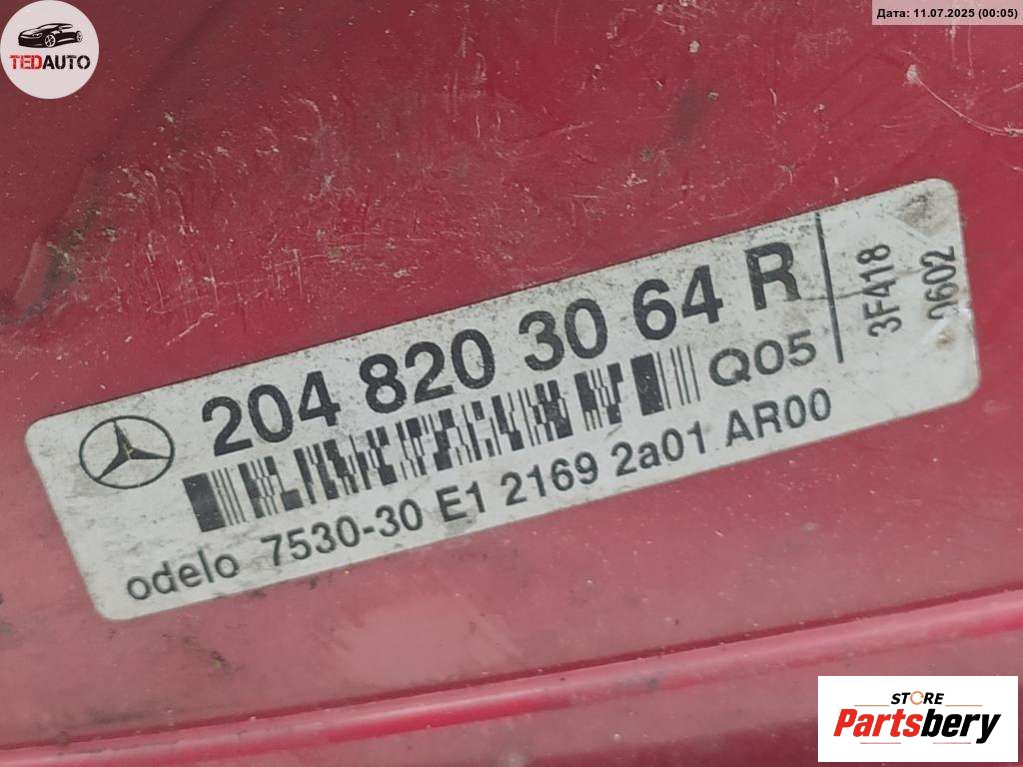 TEDAUTO
Дата: 11.07.2025 (00:05)
204 820 30 64 R
Q05
odelo 7530-30 E1 2169 2a01 AR00
3F418
STORE
Partsbery